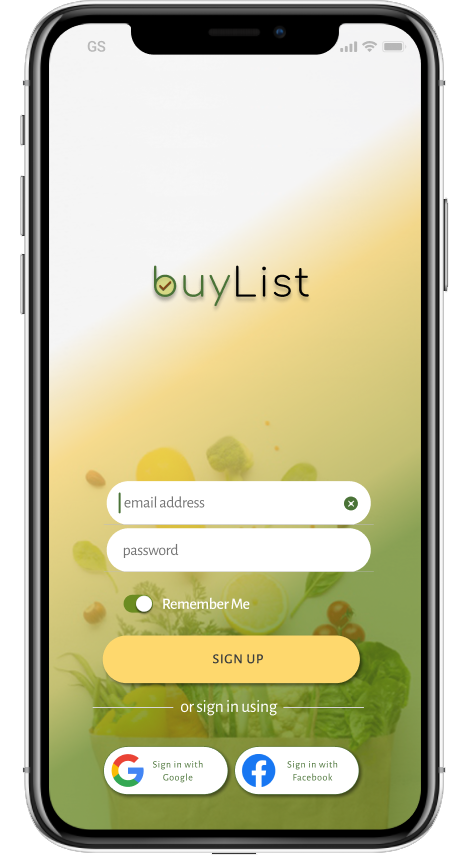 GS
buyList
email address
password
Remember Me
SIGN UP
or sign in using
Sign in with
Google
Sign in with
Facebook